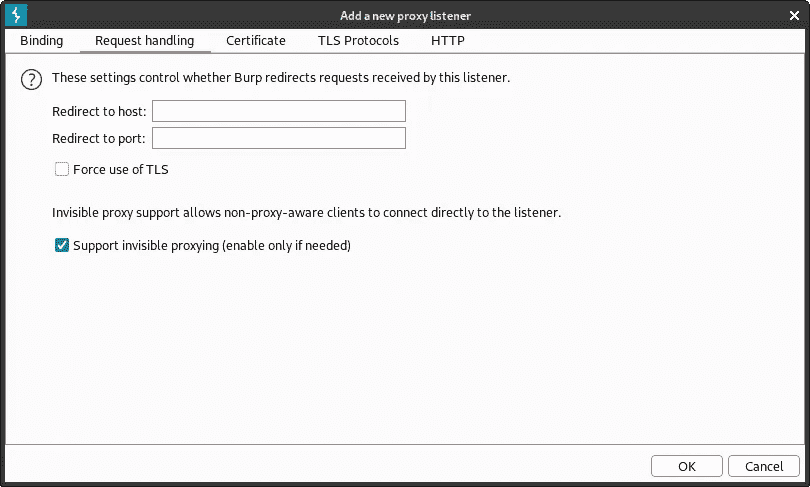 Add a new proxy listener
Binding Request handling Certificate TLS Protocols HTTP
These settings control whether Burp redirects requests received by this listener.
Redirect to host:
Redirect to port:
Force use of TLS
Invisible proxy support allows non-proxy-aware clients to connect directly to the listener.
Support invisible proxying (enable only if needed)
OK Cancel